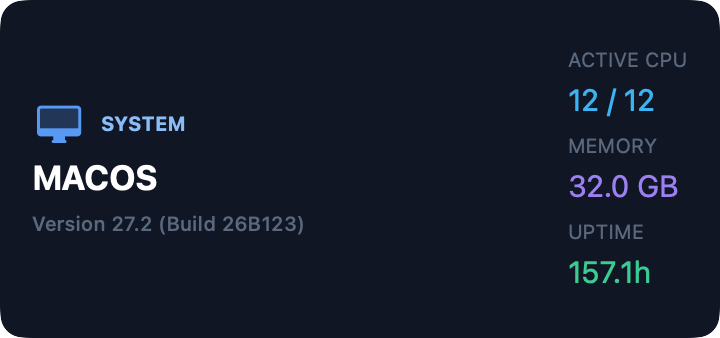 SYSTEM
MACOS
Version 27.2 (Build 26B123)
ACTIVE CPU
12 / 12
MEMORY
32.0 GB
UPTIME
157.1h